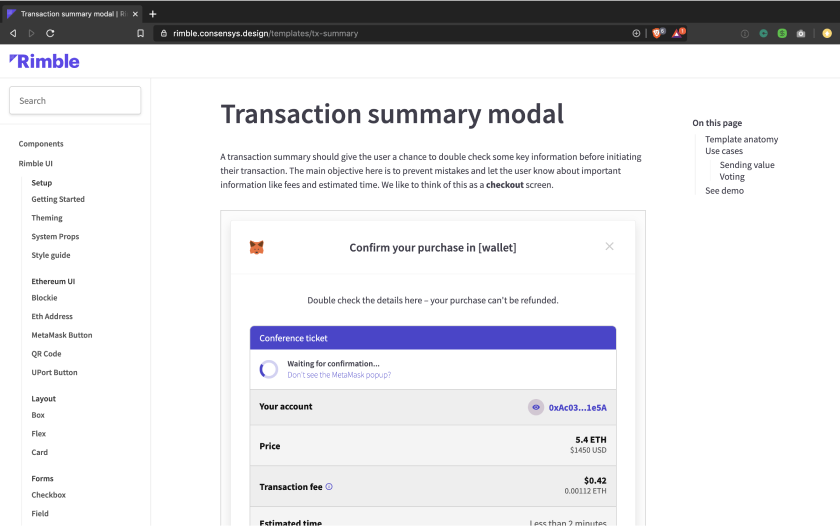 Transaction summary modal | Ri
rimble.consensys.design/templates/tx-summary
Rimble
Search
Components
Rimble UI
Setup
Getting Started
Theming
System Props
Style guide
Ethereum UI
Blockie
Eth Address
MetaMask Button
QR Code
UPort Button
Layout
Box
Flex
Card
Forms
Checkbox
Field
Transaction summary modal
A transaction summary should give the user a chance to double check some key information before initiating
their transaction. The main objective here is to prevent mistakes and let the user know about important
information like fees and estimated time. We like to think of this as a checkout screen.
Confirm your purchase in [wallet]
Double check the details here – your purchase can't be refunded.
Conference ticket
Waiting for confirmation...
Don't see the MetaMask popup?
Your account
0xAc03...1e5A
Price
5.4 ETH
$1450 USD
Transaction fee
$0.42
0.00112 ETH
Estimated time
Less than 2 minutes
On this page
Template anatomy
Use cases
Sending value
Voting
See demo